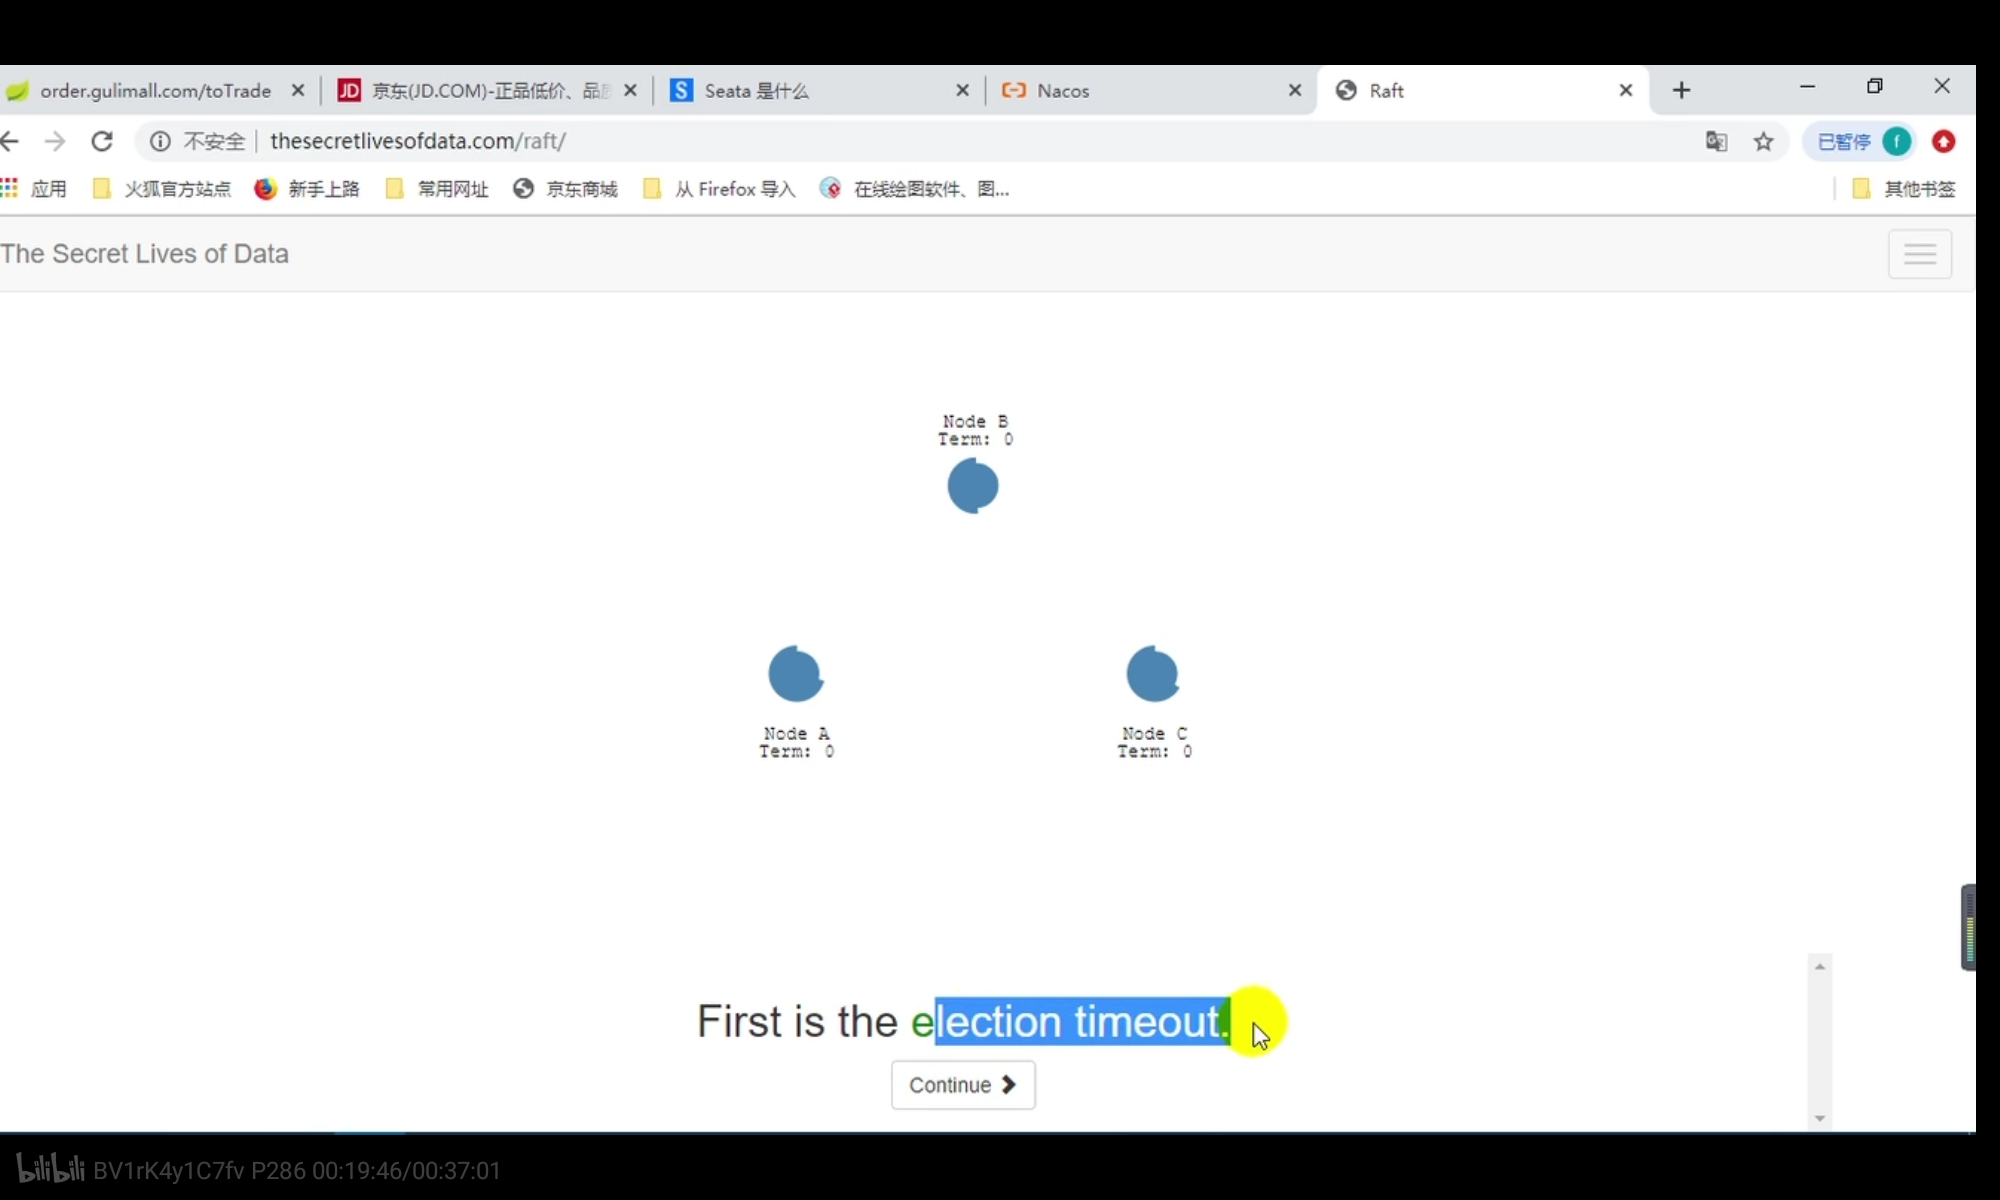 order.gulimall.com/toTrade
JD 京东(JD.COM)-正品低价、品
S Seata 是什么
Nacos
Raft
不安全 thesecretlivesofdata.com/raft/
已暂停 f
应用 火狐官方站点 新手上路 常用网址 京东商城 从 Firefox 导入 在线绘图软件、图... 其他书签
The Secret Lives of Data
Node B
Term: 0
Node A
Term: 0
Node C
Term: 0
First is the election timeout.
Continue
bilibili BV1rK4y1C7fv P286 00:19:46/00:37:01